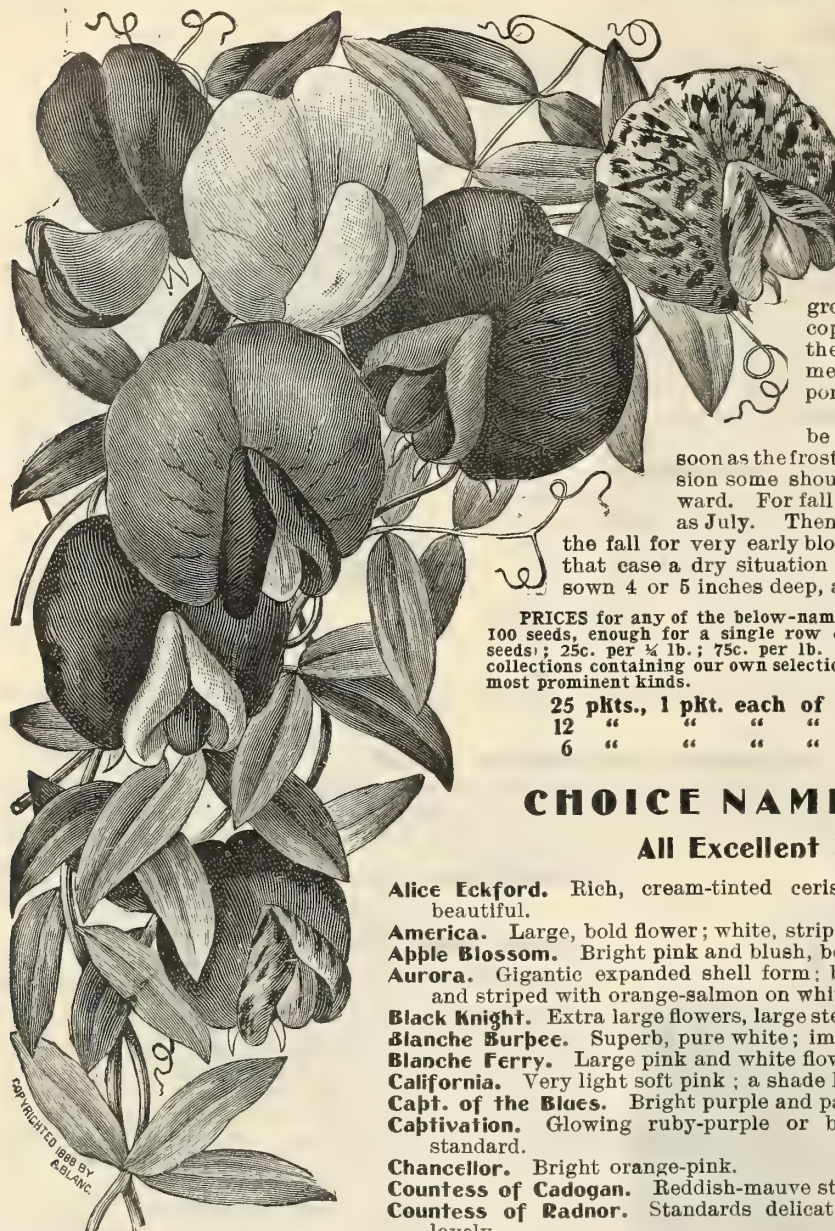 gro
cop
the
me
por
be
soon as the frost
sion some shou
ward. For fall
as July. Then
the fall for very early blo
that case a dry situation
sown 4 or 5 inches deep, a
PRICES for any of the below-nam
100 seeds, enough for a single row
seeds); 25c. per ¼ lb.; 75c. per lb.
collections containing our own selectio
most prominent kinds.
25 pkts., 1 pkt. each of
12 “ “ “ “
6 “ “ “ “
CHOICE NAM
All Excellent
Alice Eckford. Rich, cream-tinted ceris
beautiful.
America. Large, bold flower; white, strip
Apple Blossom. Bright pink and blush, b
Aurora. Gigantic expanded shell form;
and striped with orange-salmon on whi
Black Knight. Extra large flowers, large ste
Blanche Burpee. Superb, pure white; im
Blanche Ferry. Large pink and white flow
California. Very light soft pink; a shade
Capt. of the Blues. Bright purple and pa
Captivation. Glowing ruby-purple or b
standard.
Chancellor. Bright orange-pink.
Countess of Cadogan. Reddish-mauve st
Countess of Radnor. Standards delicat
lovely.
COPYRIGHTED 1888 BY
A. BLANC.